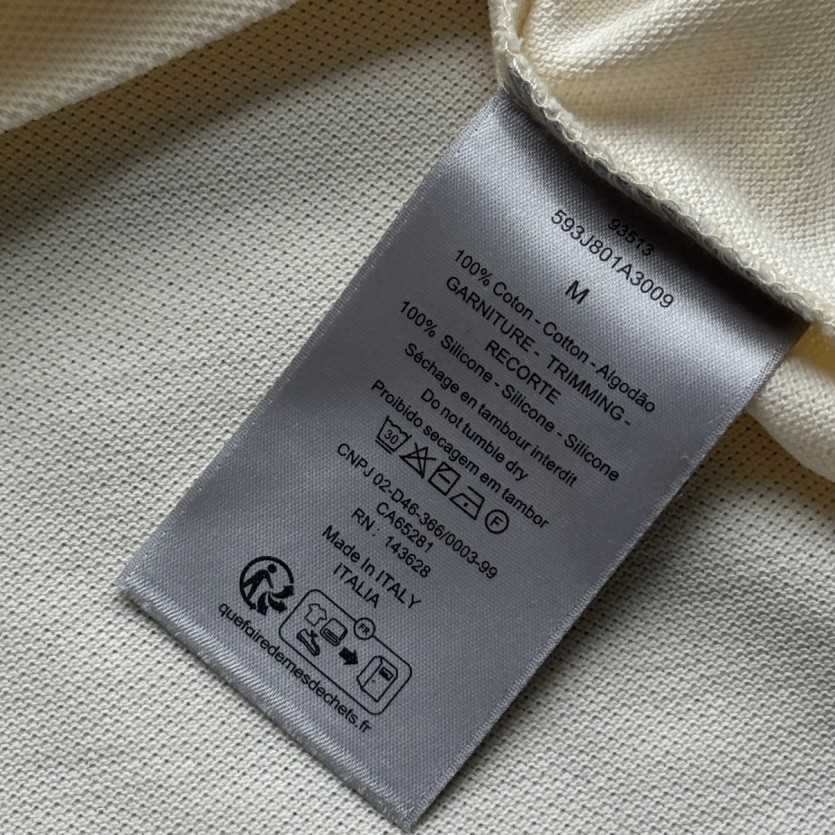 93513
593J801A3009
M
100% Coton - Cotton - Algodão
GARNITURE - TRIMMING -
RECORTE
100% Silicone - Silicone - Silicone
Séchage en tambour interdit
Do not tumble dry
Proibido secagem em tambor
30 F
CNPJ 02-D46-366/0003-99
CA65281
RN : 143628
Made in ITALY
ITALIA
FR
quefairedemesdechets.fr